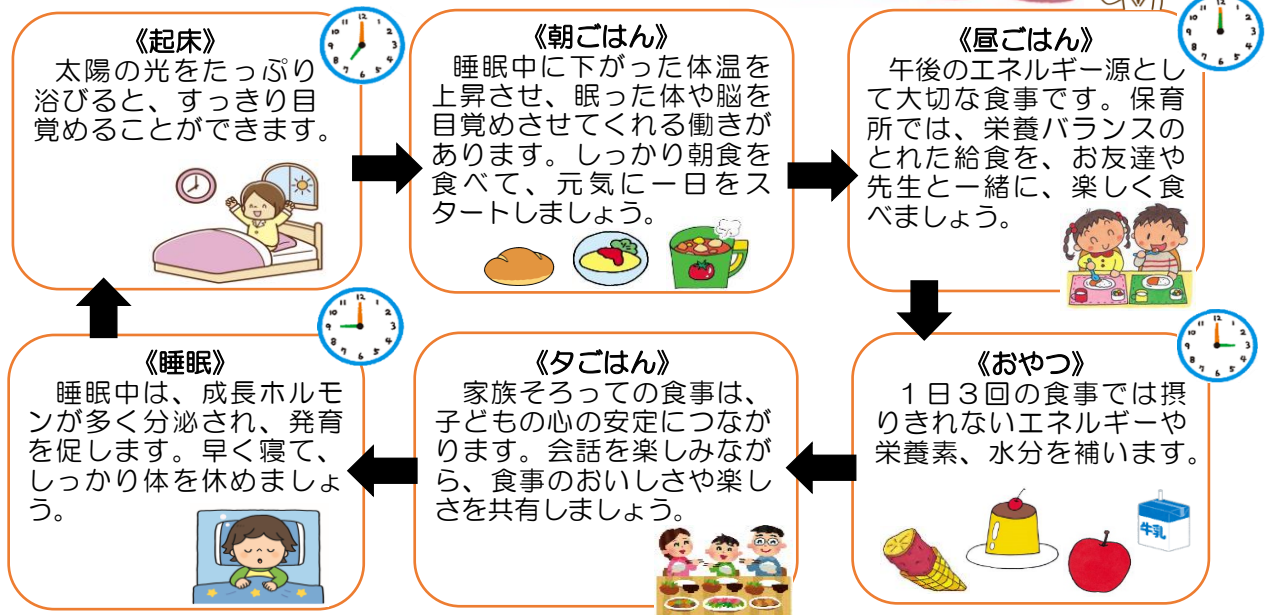 《起床》
太陽の光をたっぷり
浴びると、すっきり目
覚めることができます。
《朝ごはん》
睡眠中に下がった体温を
上昇させ、眠った体や脳を
目覚めさせてくれる働きが
あります。しっかり朝食を
食べて、元気に一日をス
タートしましょう。
《昼ごはん》
午後のエネルギー源とし
て大切な食事です。保育
所では、栄養バランスの
とれた給食を、お友達や
先生と一緒に、楽しく食
べましょう。
《おやつ》
1日3回の食事では摂
りきれないエネルギーや
栄養素、水分を補います。
牛乳
《夕ごはん》
家族そろっての食事は、
子どもの心の安定につなが
ります。会話を楽しみなが
ら、食事のおいしさや楽し
さを共有しましょう。
《睡眠》
睡眠中は、成長ホルモ
ンが多く分泌され、発育
を促します。早く寝て、
しっかり体を休めましょ
う。